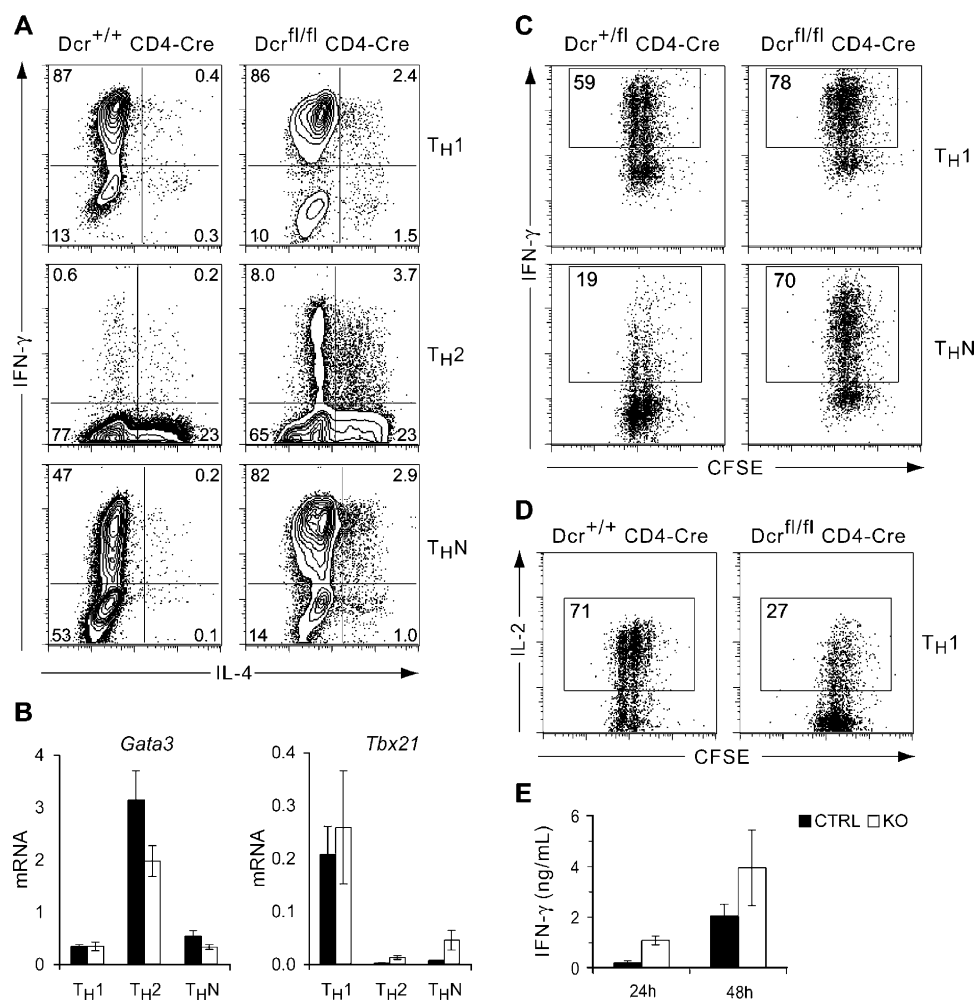 A
Dcr+/+ CD4-Cre Dcrfl/fl CD4-Cre
87 0.4 86 2.4
TH1
13 0.3 10 1.5
0.6 0.2 8.0 3.7
IFN-γ
TH2
77 23 65 23
47 0.2 82 2.9
THN
53 0.1 14 1.0
IL-4
B
Gata3 Tbx21
mRNA
4
3
2
1
0
TH1 TH2 THN
mRNA
0.4
0.3
0.2
0.1
0.0
TH1 TH2 THN
C
Dcr+/fl CD4-Cre Dcrfl/fl CD4-Cre
59 78
TH1
IFN-γ
19 70
THN
CFSE
D
Dcr+/+ CD4-Cre Dcrfl/fl CD4-Cre
71 27
IL-2
TH1
CFSE
E
CTRL KO
IFN-γ (ng/mL)
6
4
2
0
24h 48h